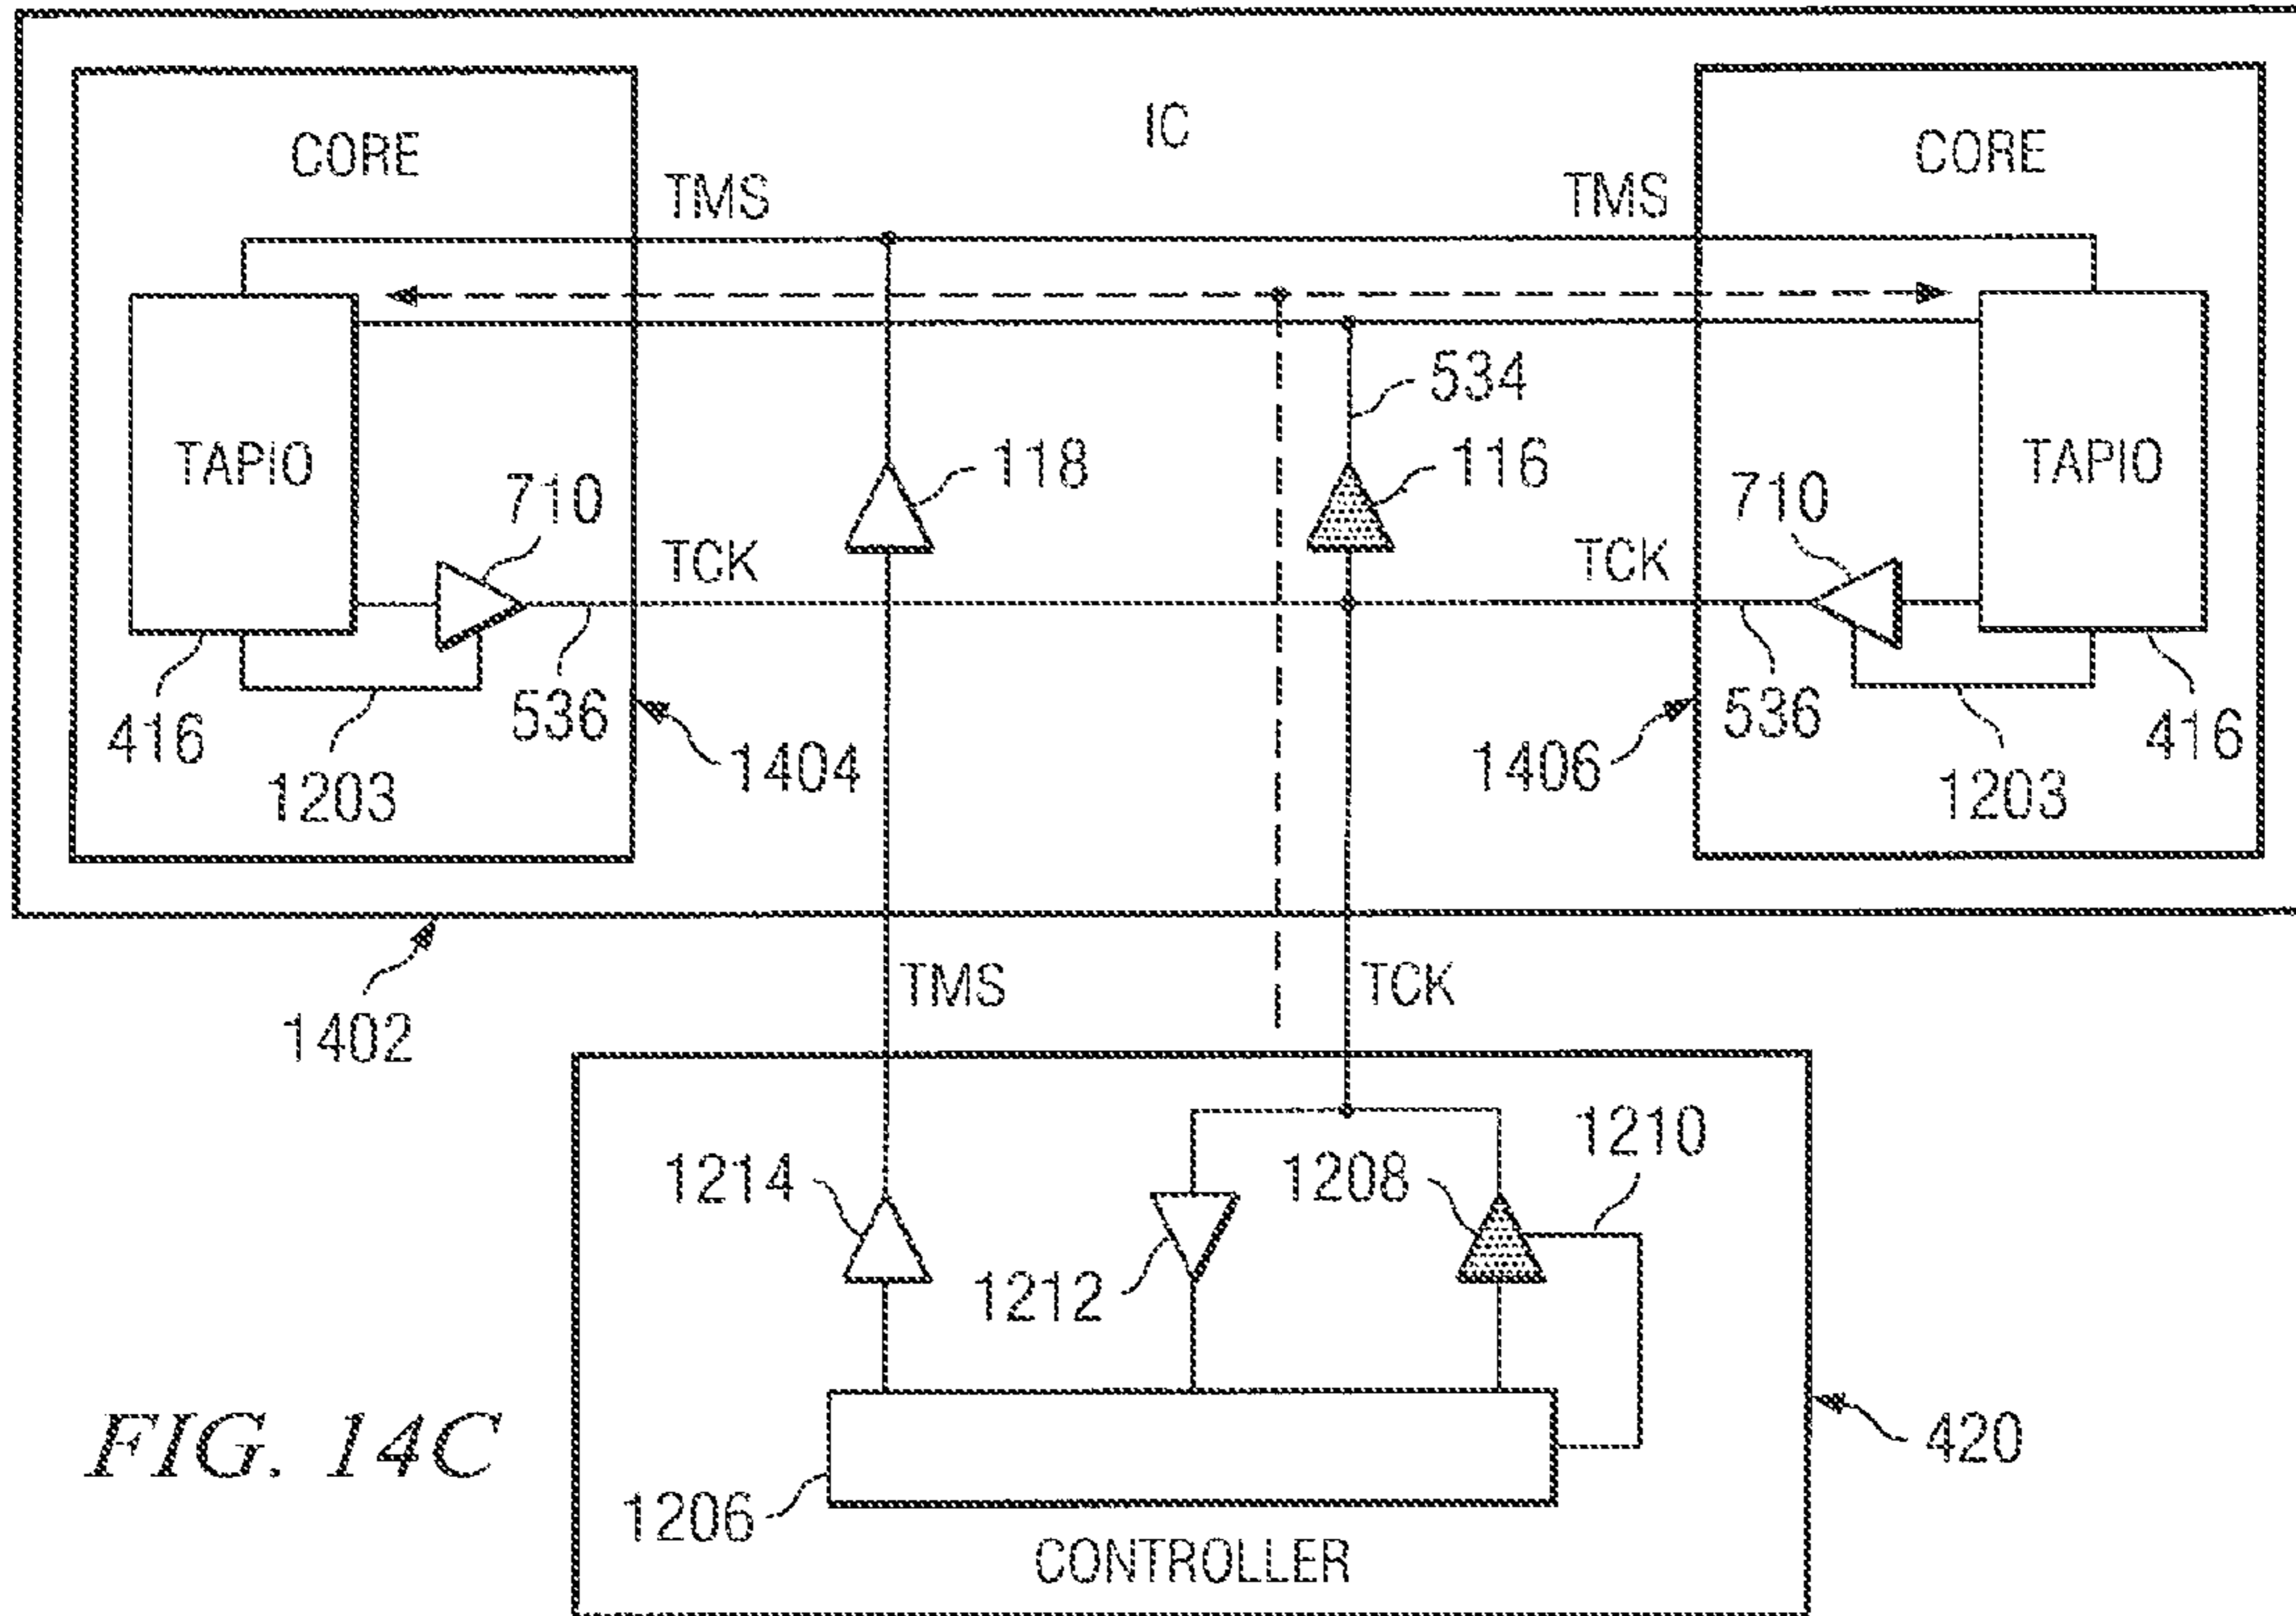 IC
CORE
CORE
TMS
TMS
534
TAPIO
118
116
TAPIO
710
710
TCK
TCK
416
536
1404
1406
536
416
1203
1203
TMS
TCK
1402
1210
1214
1208
1212
FIG. 14C
420
1206
CONTROLLER